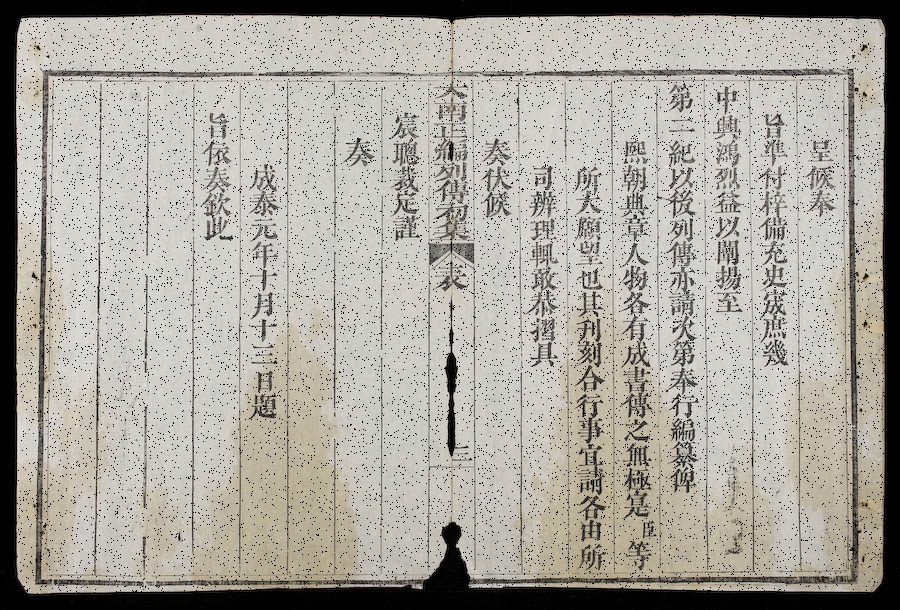 呈候奉
旨準付梓備充史宬庶幾
中興鴻烈益以闡揚至
第二紀以後列傳亦請次第奉行編纂俾
熙朝典章人物各有成書傳之無極寔臣等
所大願望也其刋刻合行事宜請各由所
司辨理輒敢恭摺具
奏伏候
大南正編列傳初集 表 二
宸聰裁定謹
奏
成泰元年十月十三日題
旨依奏欽此